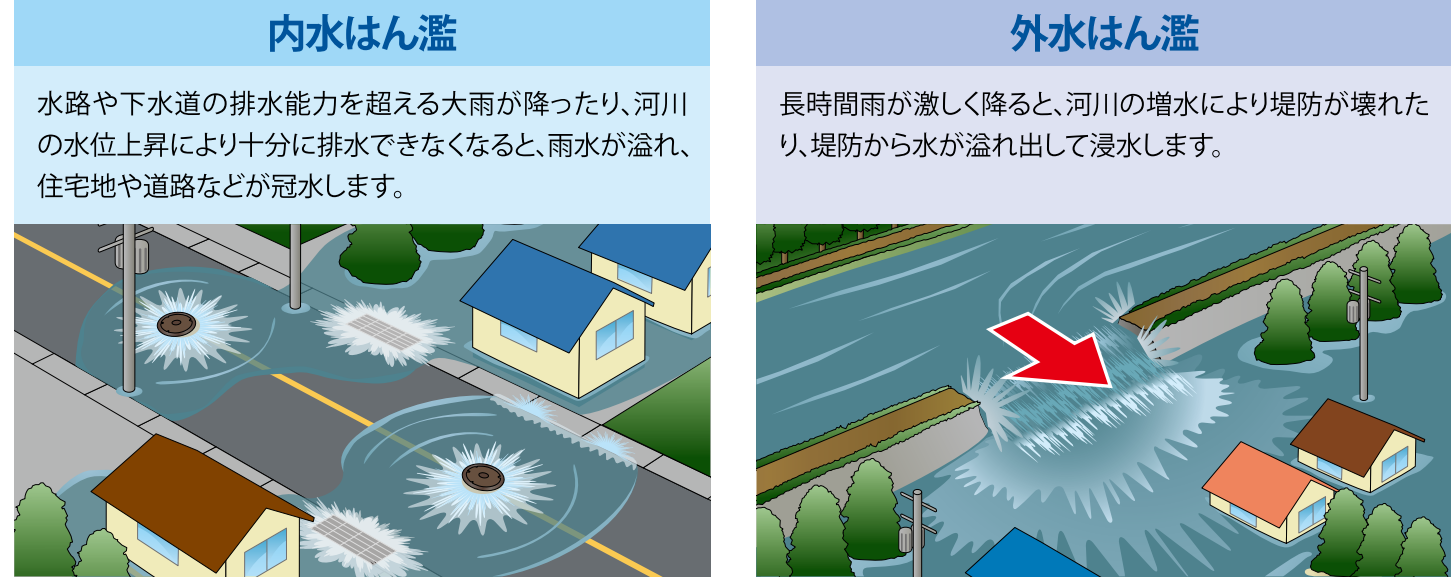 内水はん濫
水路や下水道の排水能力を超える大雨が降ったり、河川
の水位上昇により十分に排水できなくなると、雨水が溢れ、
住宅地や道路などが冠水します。
外水はん濫
長時間雨が激しく降ると、河川の増水により堤防が壊れた
り、堤防から水が溢れ出して浸水します。